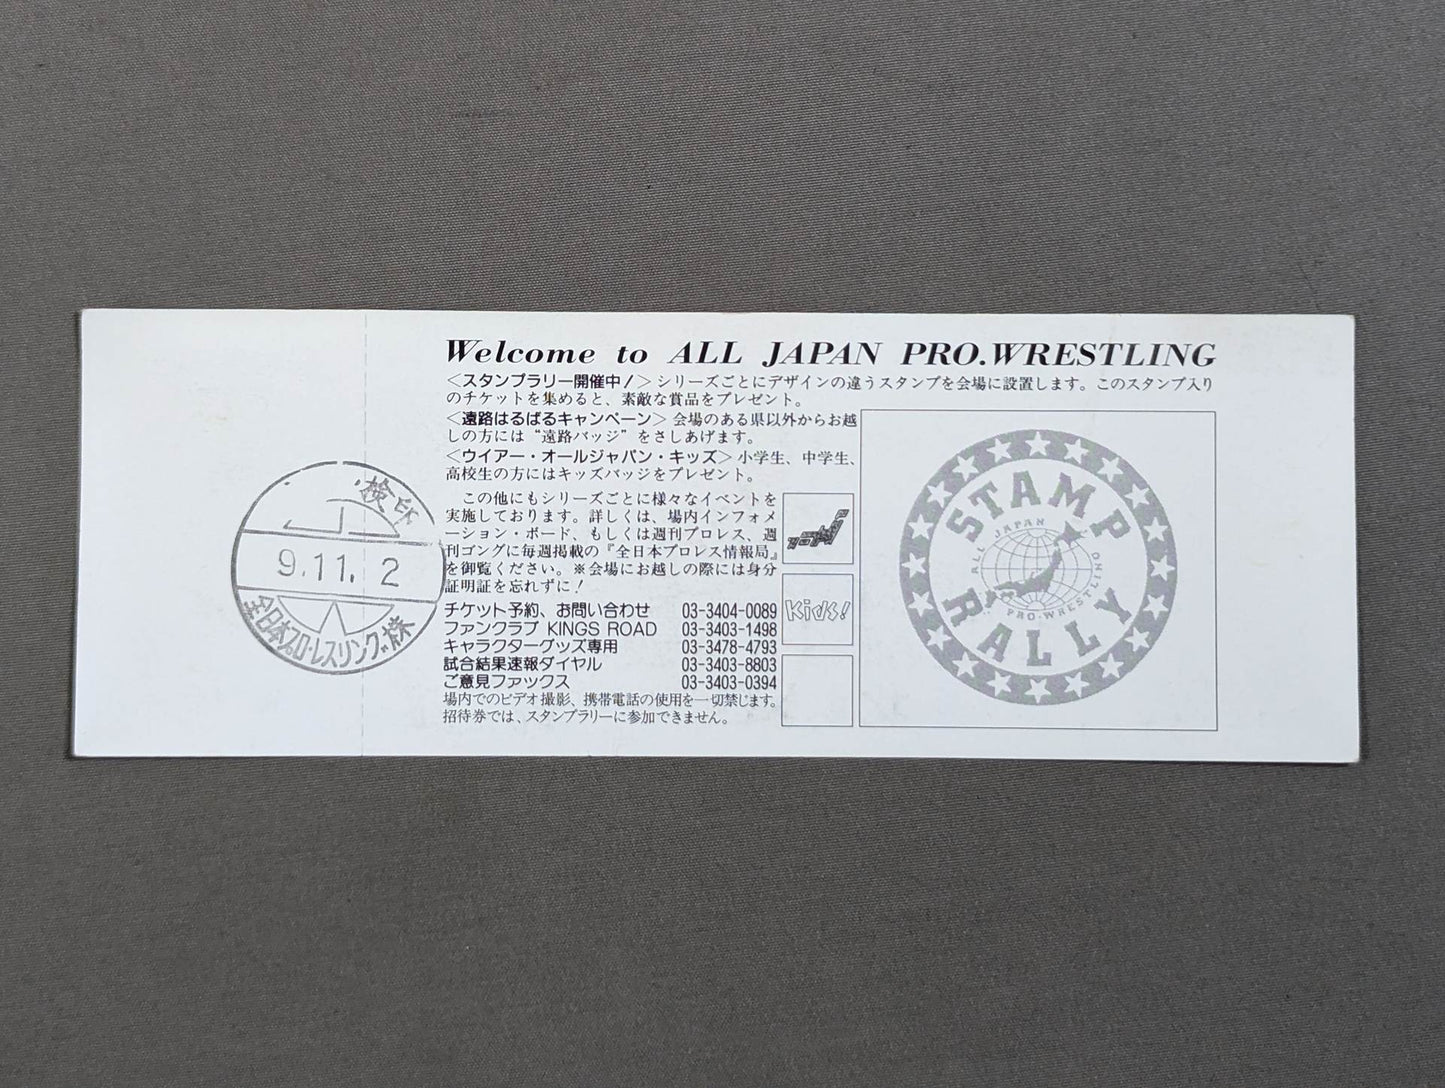 Welcome to ALL JAPAN PRO.WRESTLING
＜スタンプラリー開催中！＞シリーズごとにデザインの違うスタンプを会場に設置します。このスタンプ入り
のチケットを集めると、素敵な賞品をプレゼント。
＜遠路はるばるキャンペーン＞会場のある県以外からお越
しの方には“遠路バッジ”をさしあげます。
＜ウイアー・オールジャパン・キッズ＞小学生、中学生、
高校生の方にはキッズバッジをプレゼント。
この他にもシリーズごとに様々なイベントを
実施しております。詳しくは、場内インフォメ
ーション・ボード、もしくは週刊プロレス、週
刊ゴングに毎週掲載の『全日本プロレス情報局』
を御覧ください。※会場にお越しの際には身分
証明証を忘れずに！
チケット予約、お問い合わせ 03-3404-0089
ファンクラブ KINGS ROAD 03-3403-1498
キャラクターグッズ専用 03-3478-4793
試合結果速報ダイヤル 03-3403-8803
ご意見ファックス 03-3403-0394
場内でのビデオ撮影、携帯電話の使用を一切禁じます。
招待券では、スタンプラリーに参加できません。
Kids!
STAMP
RALLY
ALL JAPAN
PRO-WRESTLING
検印
9.11.2
全日本プロ・レスリング(株)